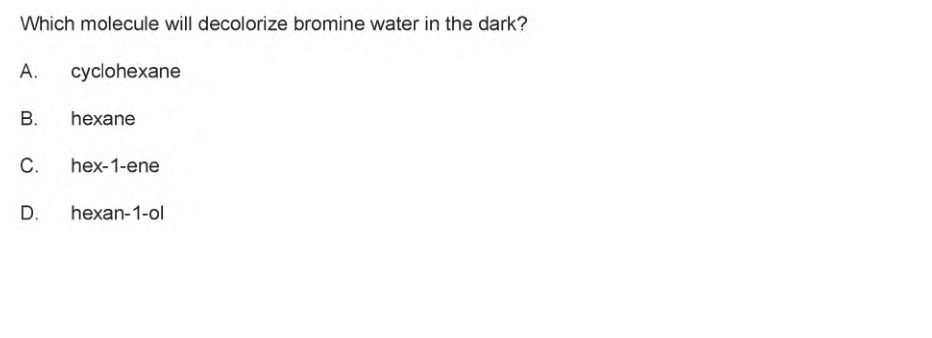 Which molecule will decolorize bromine water in the dark?
A. cyclohexane
B. hexane
C. hex-1-ene
D. hexan-1-ol